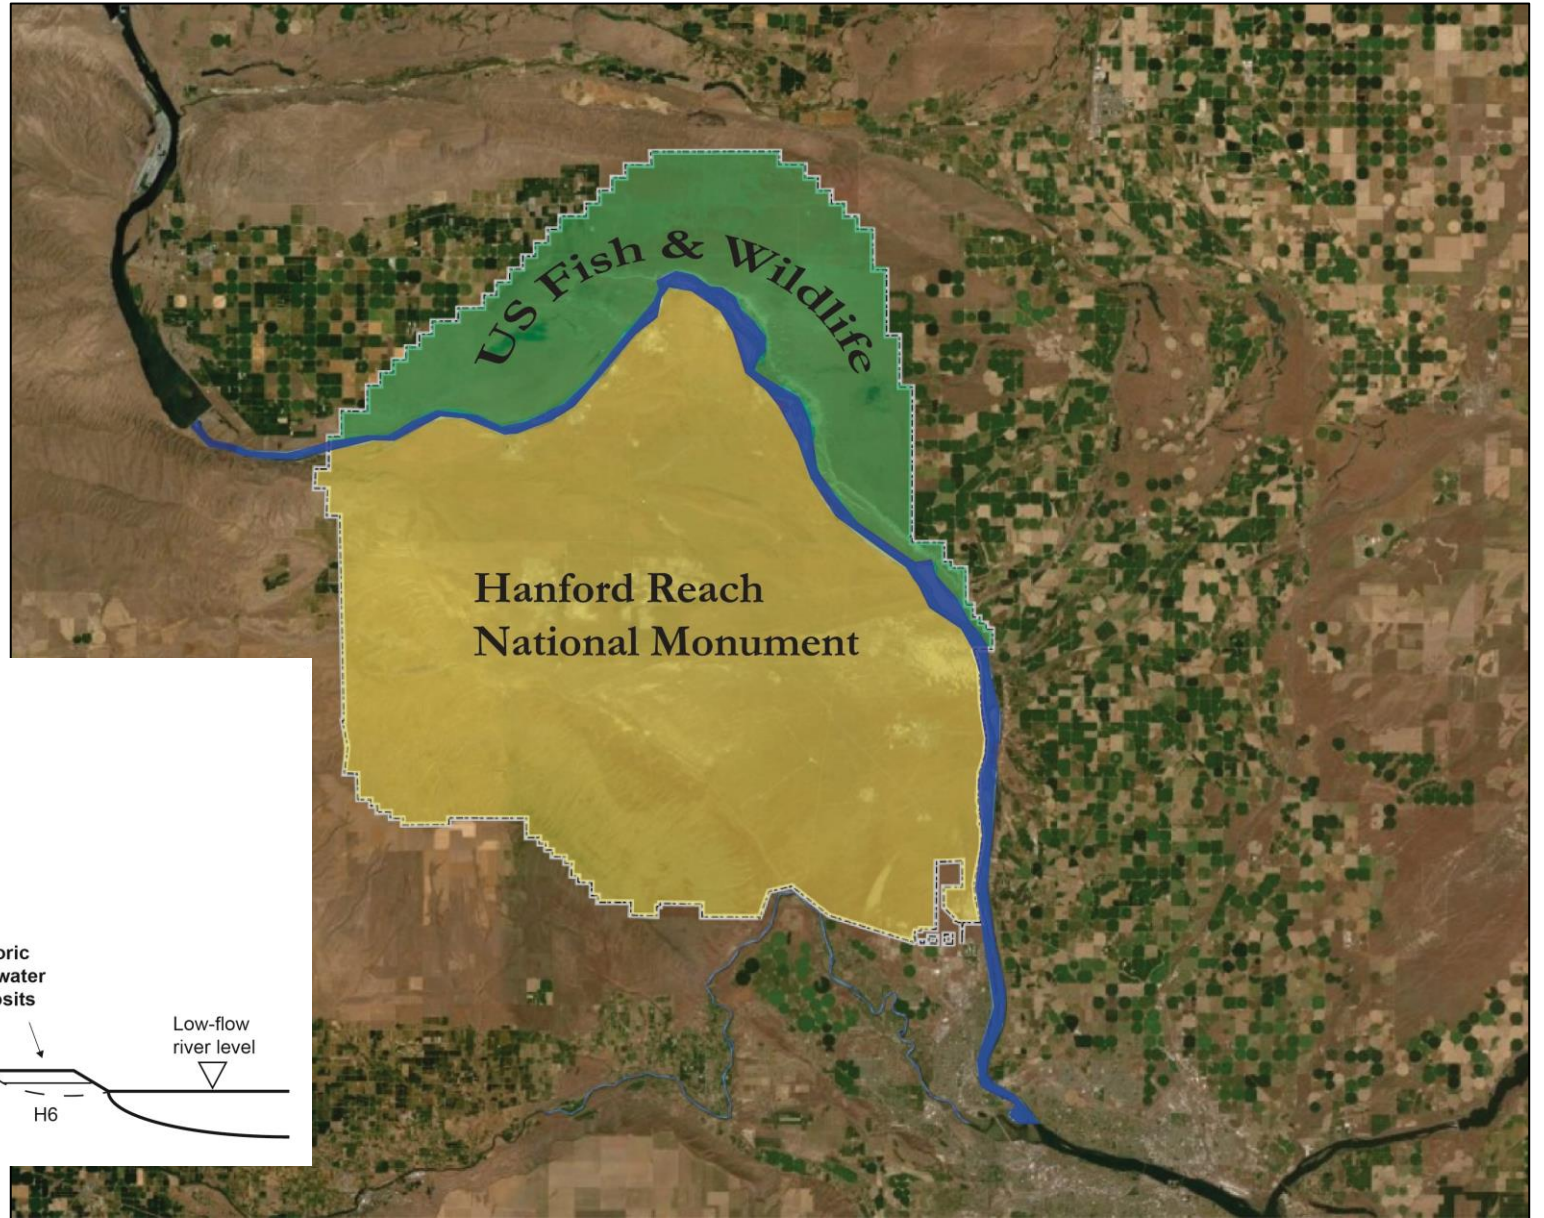 US Fish & Wildlife
Hanford Reach
National Monument
Low-flow
river level
H6